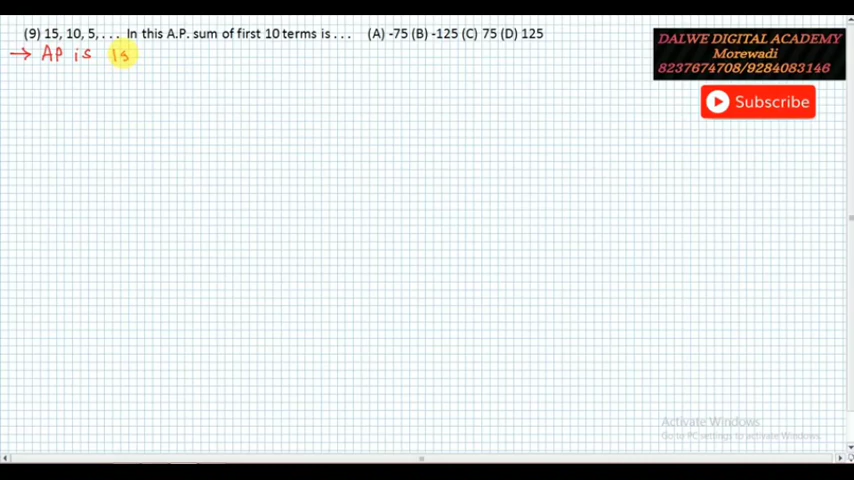 (9) 15, 10, 5, . . . In this A.P. sum of first 10 terms is . . . (A) -75 (B) -125 (C) 75 (D) 125
→ AP is 15
DALWE DIGITAL ACADEMY
Morewadi
8237674708/9284083146
Subscribe
Activate Windows
Go to PC settings to activate Windows.